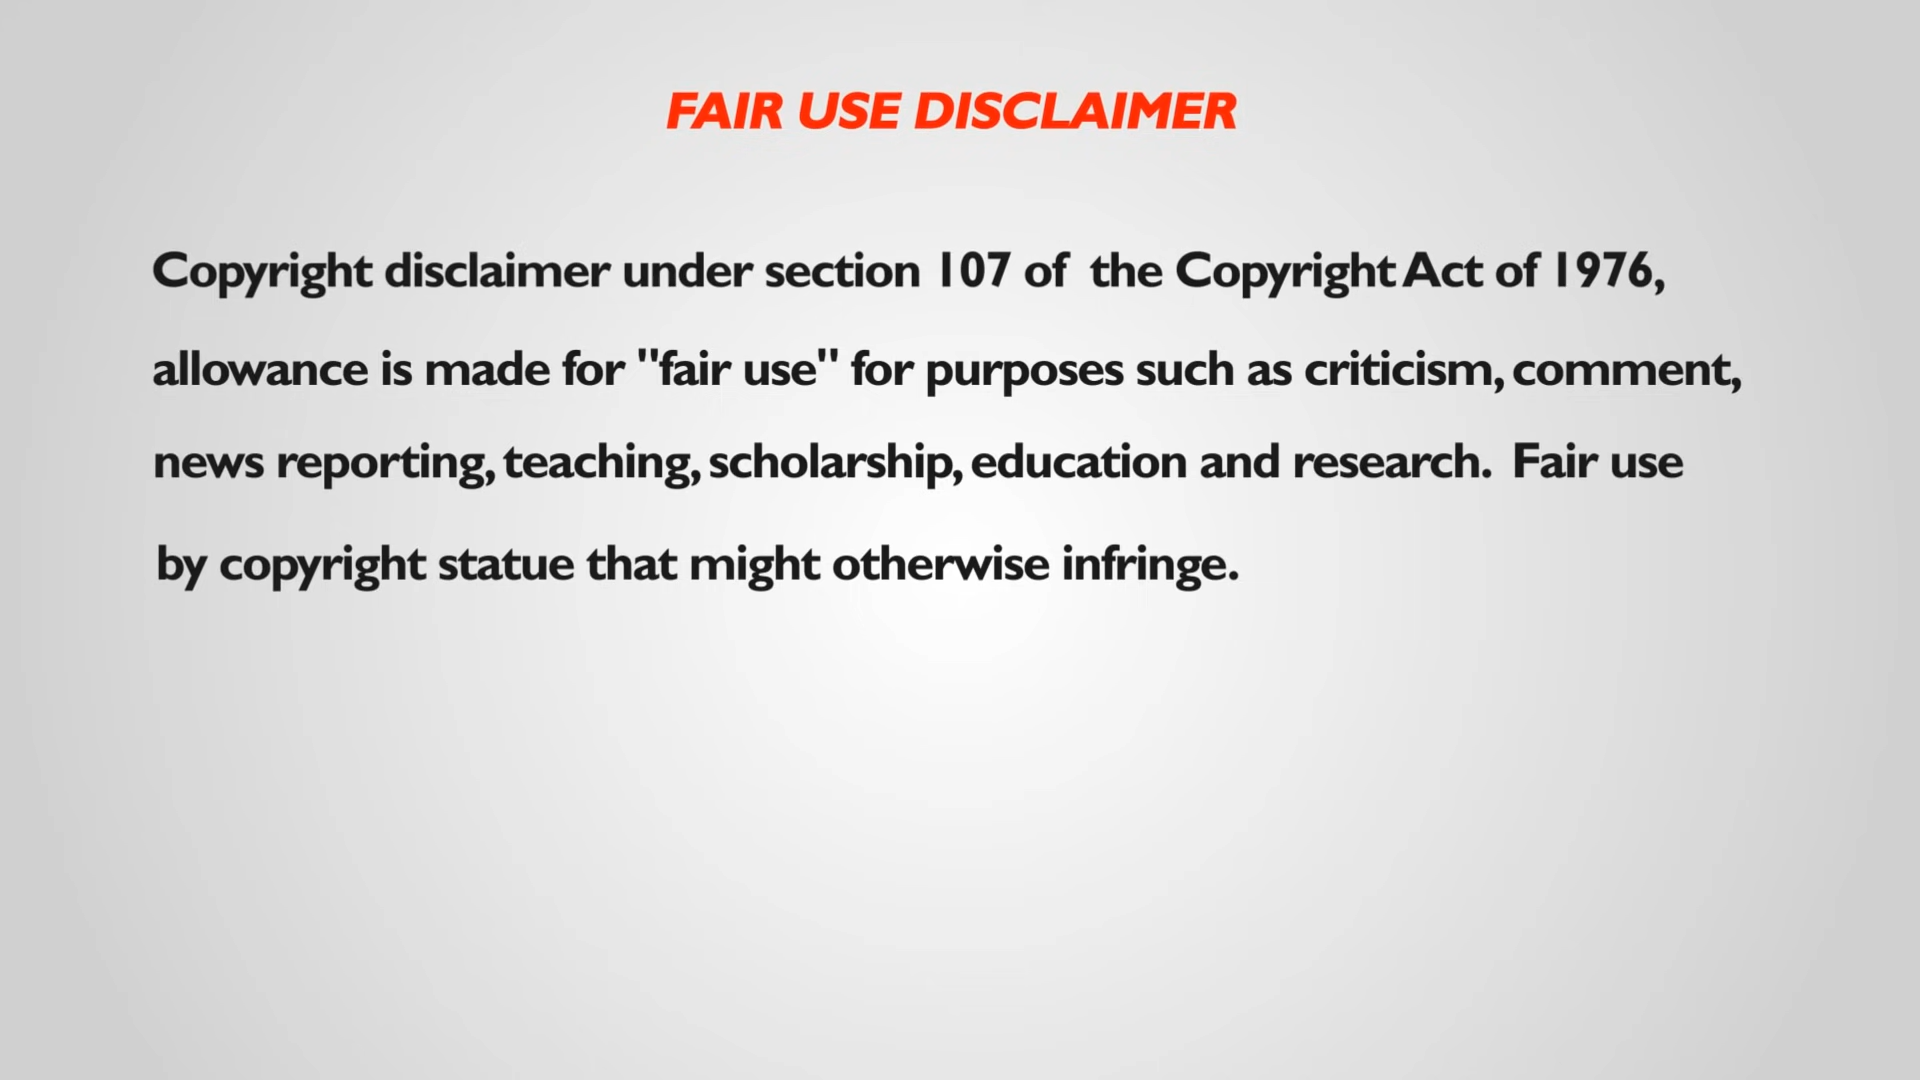 FAIR USE DISCLAIMER
Copyright disclaimer under section 107 of the Copyright Act of 1976,
allowance is made for "fair use" for purposes such as criticism, comment,
news reporting, teaching, scholarship, education and research. Fair use
by copyright statue that might otherwise infringe.